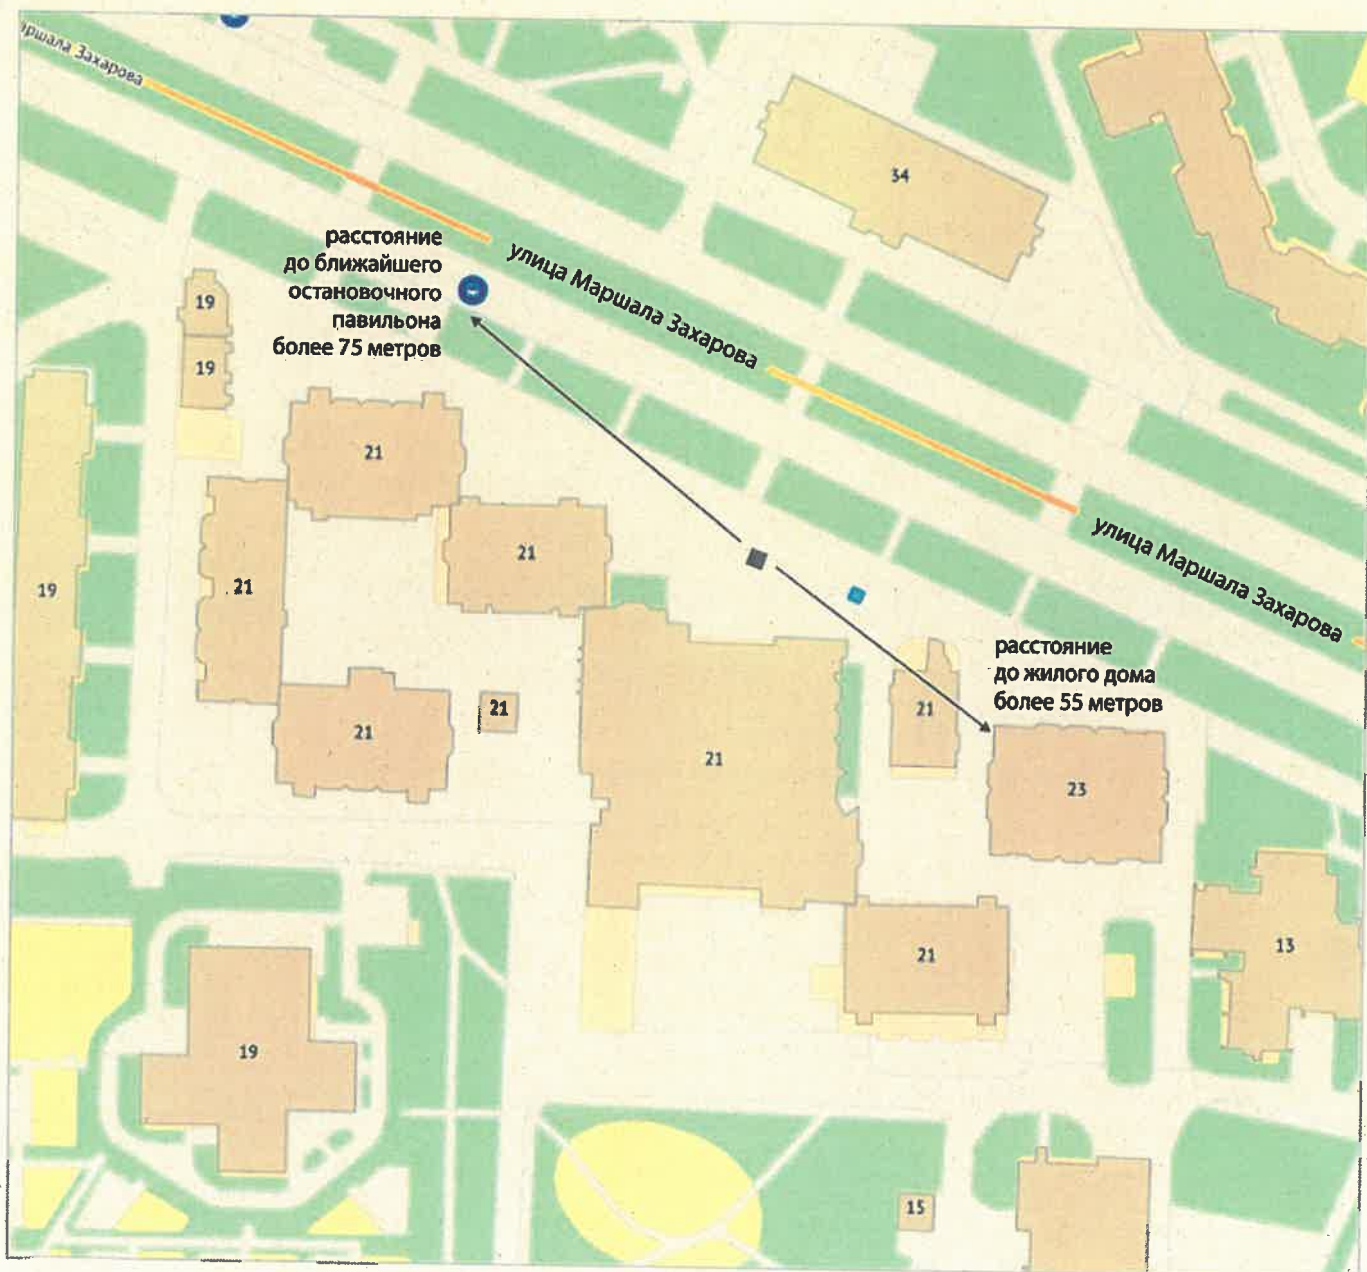 аршала Захарова
34
расстояние
до ближайшего
остановочного
павильона
более 75 метров
улица Маршала Захарова
19
19
21
21
21
19
улица Маршала Захарова
расстояние
до жилого дома
более 55 метров
21
21
21
21
23
21
13
19
15